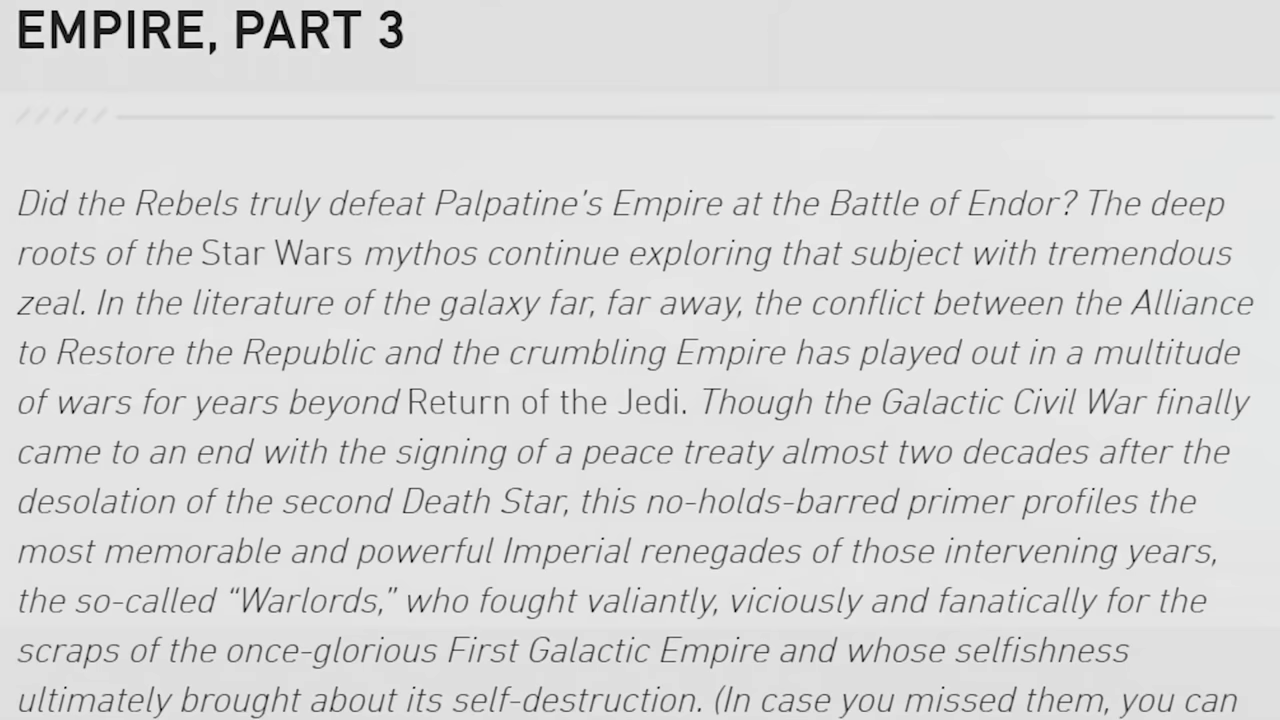 EMPIRE, PART 3
Did the Rebels truly defeat Palpatine's Empire at the Battle of Endor? The deep
roots of the Star Wars mythos continue exploring that subject with tremendous
zeal. In the literature of the galaxy far, far away, the conflict between the Alliance
to Restore the Republic and the crumbling Empire has played out in a multitude
of wars for years beyond Return of the Jedi. Though the Galactic Civil War finally
came to an end with the signing of a peace treaty almost two decades after the
desolation of the second Death Star, this no-holds-barred primer profiles the
most memorable and powerful Imperial renegades of those intervening years,
the so-called “Warlords,” who fought valiantly, viciously and fanatically for the
scraps of the once-glorious First Galactic Empire and whose selfishness
ultimately brought about its self-destruction. (In case you missed them, you can